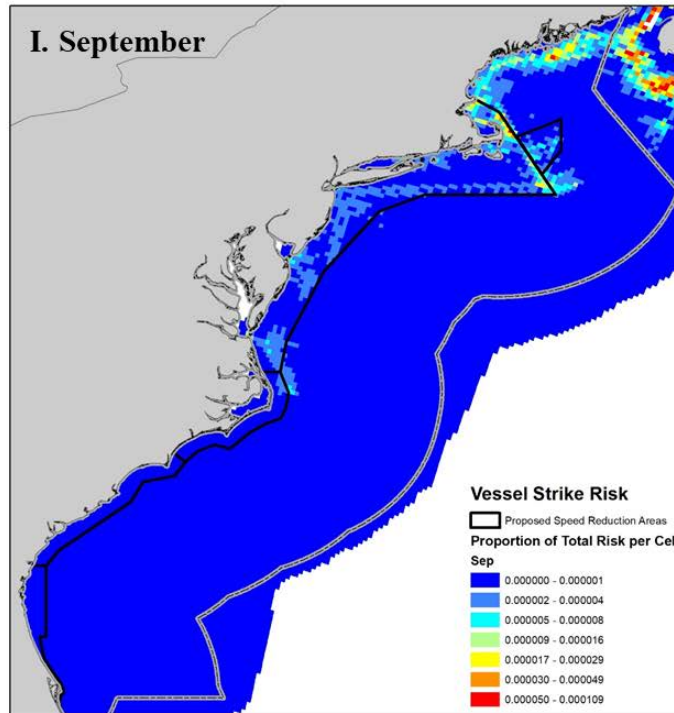 I. September
Vessel Strike Risk
Proposed Speed Reduction Areas
Proportion of Total Risk per Cel
Sep
0.000000 - 0.000001
0.000002 - 0.000004
0.000005 - 0.000008
0.000009 - 0.000016
0.000017 - 0.000029
0.000030 - 0.000049
0.000050 - 0.000109